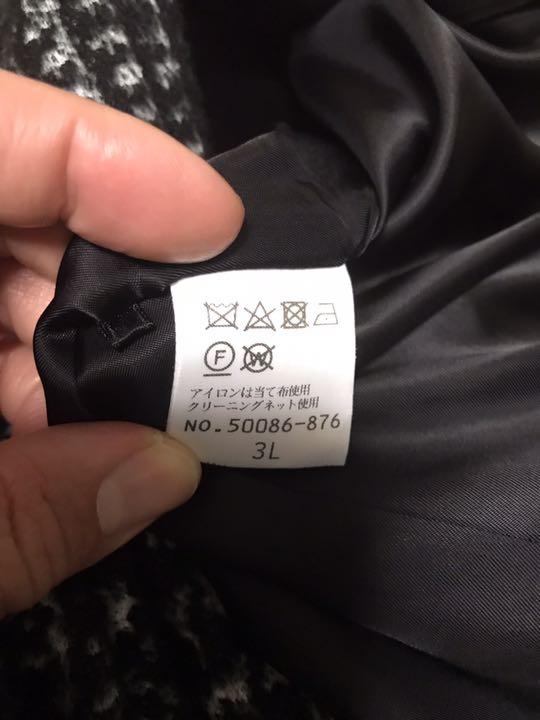 F W
アイロンは当て布使用
クリーニングネット使用
NO. 50086-876
3L